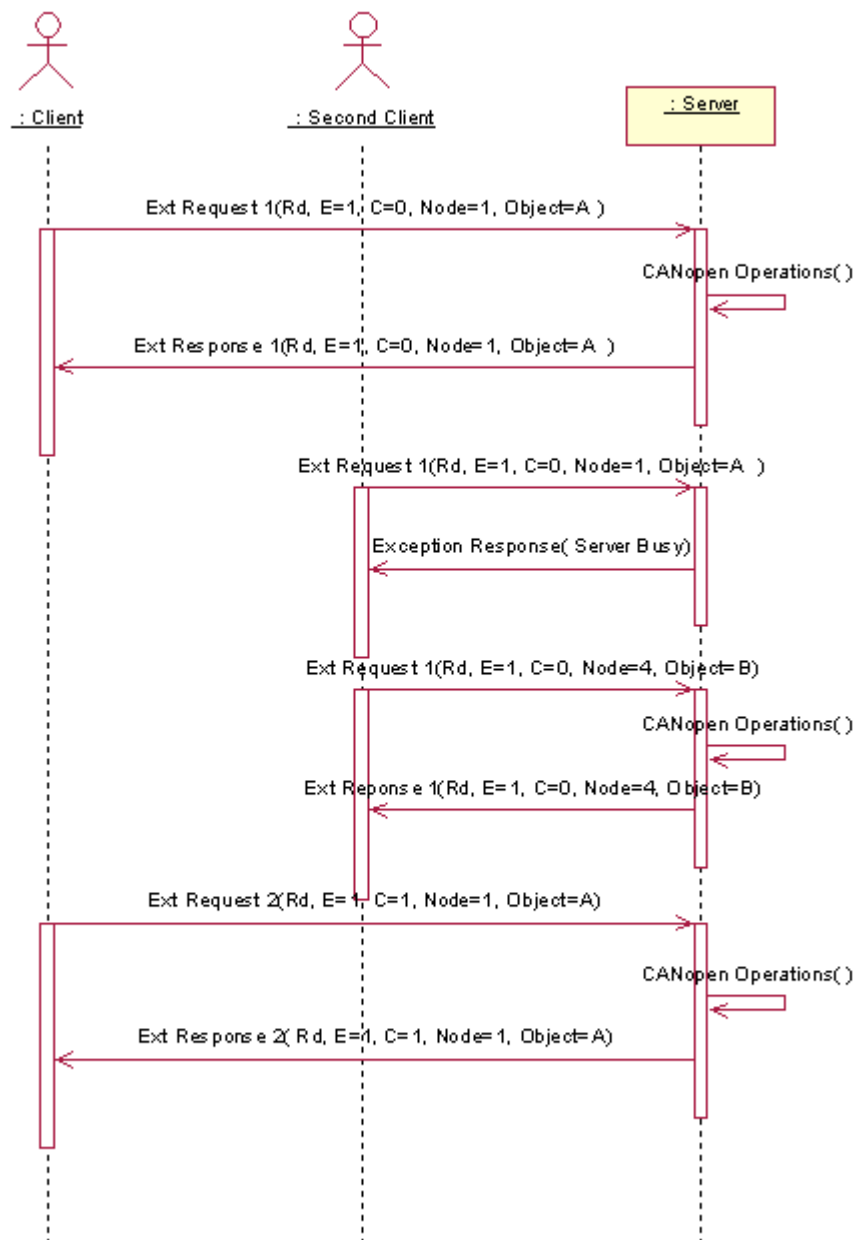 : Client
: Second Client
: Server
Ext Request 1(Rd, E=1, C=0, Node=1, Object=A )
CANopen Operations( )
Ext Response 1(Rd, E=1, C=0, Node=1, Object=A )
Ext Request 1(Rd, E=1, C=0, Node=1, Object=A )
Exception Response( Server Busy)
Ext Request 1(Rd, E=1, C=0, Node=4, Object=B)
CANopen Operations( )
Ext Reponse 1(Rd, E=1, C=0, Node=4, Object=B)
Ext Request 2(Rd, E=1, C=1, Node=1, Object=A)
CANopen Operations( )
Ext Response 2( Rd, E=1, C=1, Node=1, Object=A)